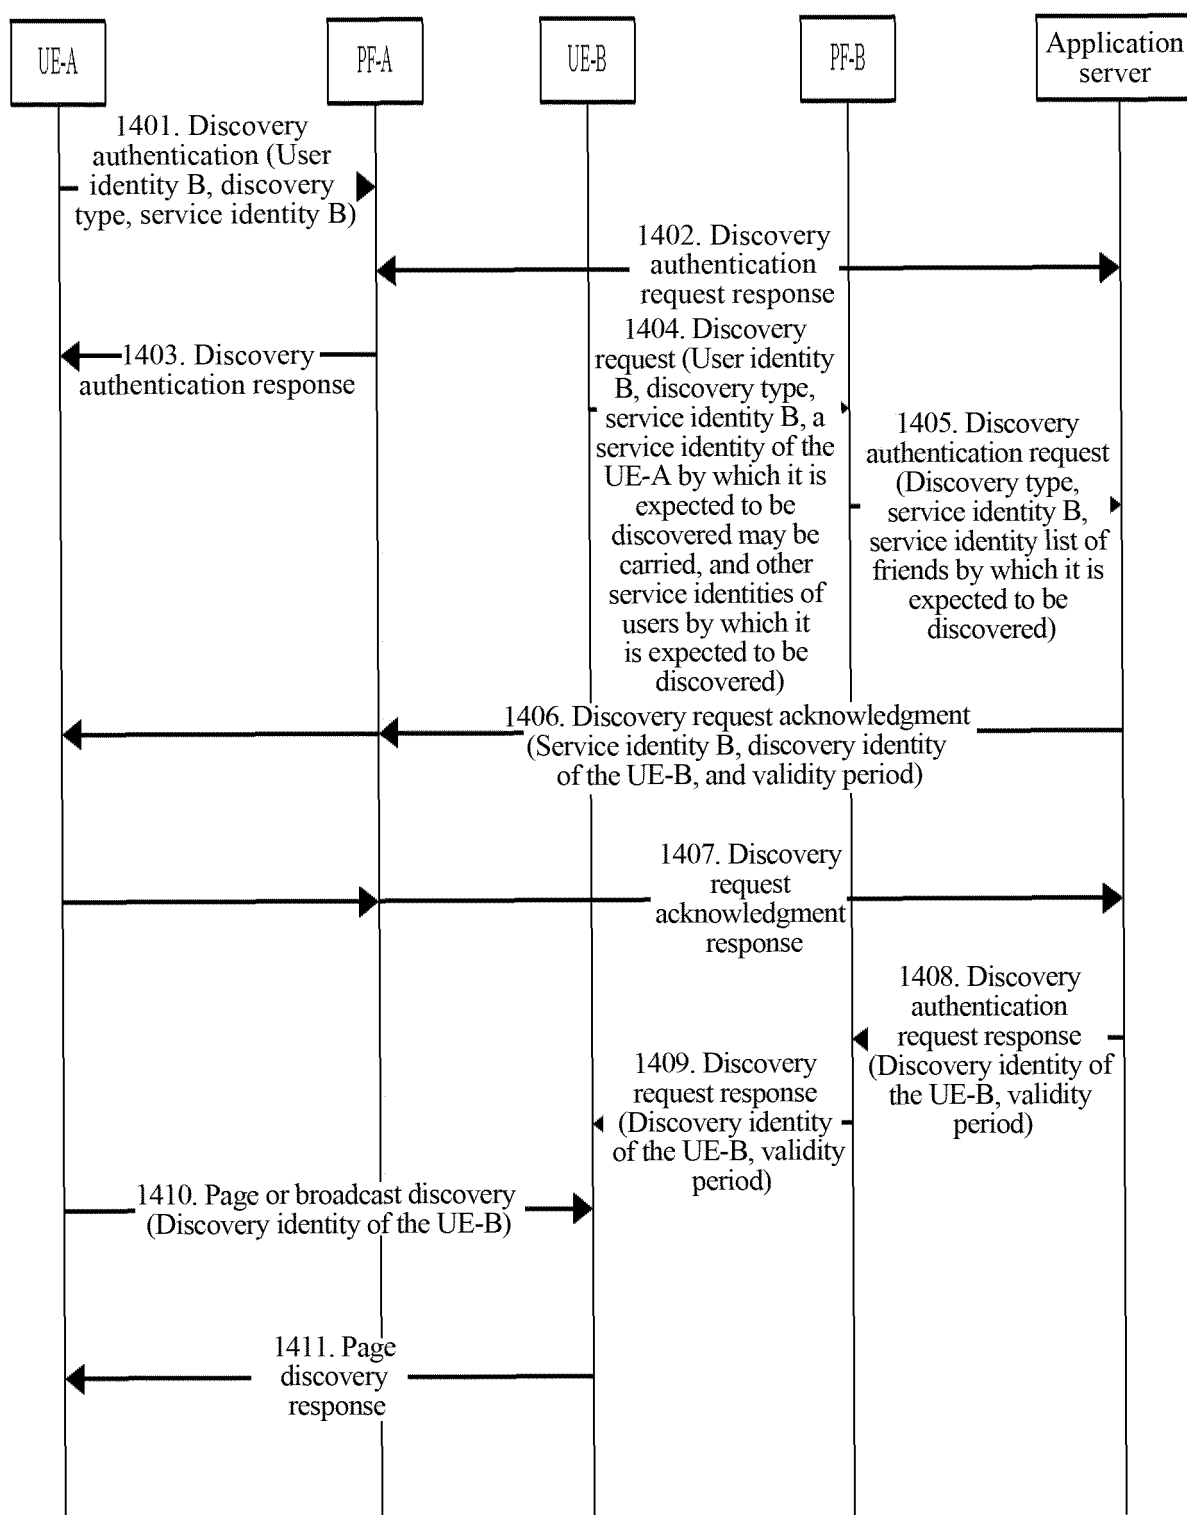 UE-A
PF-A
UE-B
PF-B
Application
server
1401. Discovery
authentication (User
identity B, discovery
type, service identity B)
1402. Discovery
authentication
request response
1403. Discovery
authentication response
1404. Discovery
request (User identity
B, discovery type,
service identity B, a
service identity of the
UE-A by which it is
expected to be
discovered may be
carried, and other
service identities of
users by which it
is expected to be
discovered)
1405. Discovery
authentication request
(Discovery type,
service identity B,
service identity list of
friends by which it is
expected to be
discovered)
1406. Discovery request acknowledgment
(Service identity B, discovery identity
of the UE-B, and validity period)
1407. Discovery
request
acknowledgment
response
1408. Discovery
authentication
request response
(Discovery identity of
the UE-B, validity
period)
1409. Discovery
request response
(Discovery identity
of the UE-B, validity
period)
1410. Page or broadcast discovery
(Discovery identity of the UE-B)
1411. Page
discovery
response